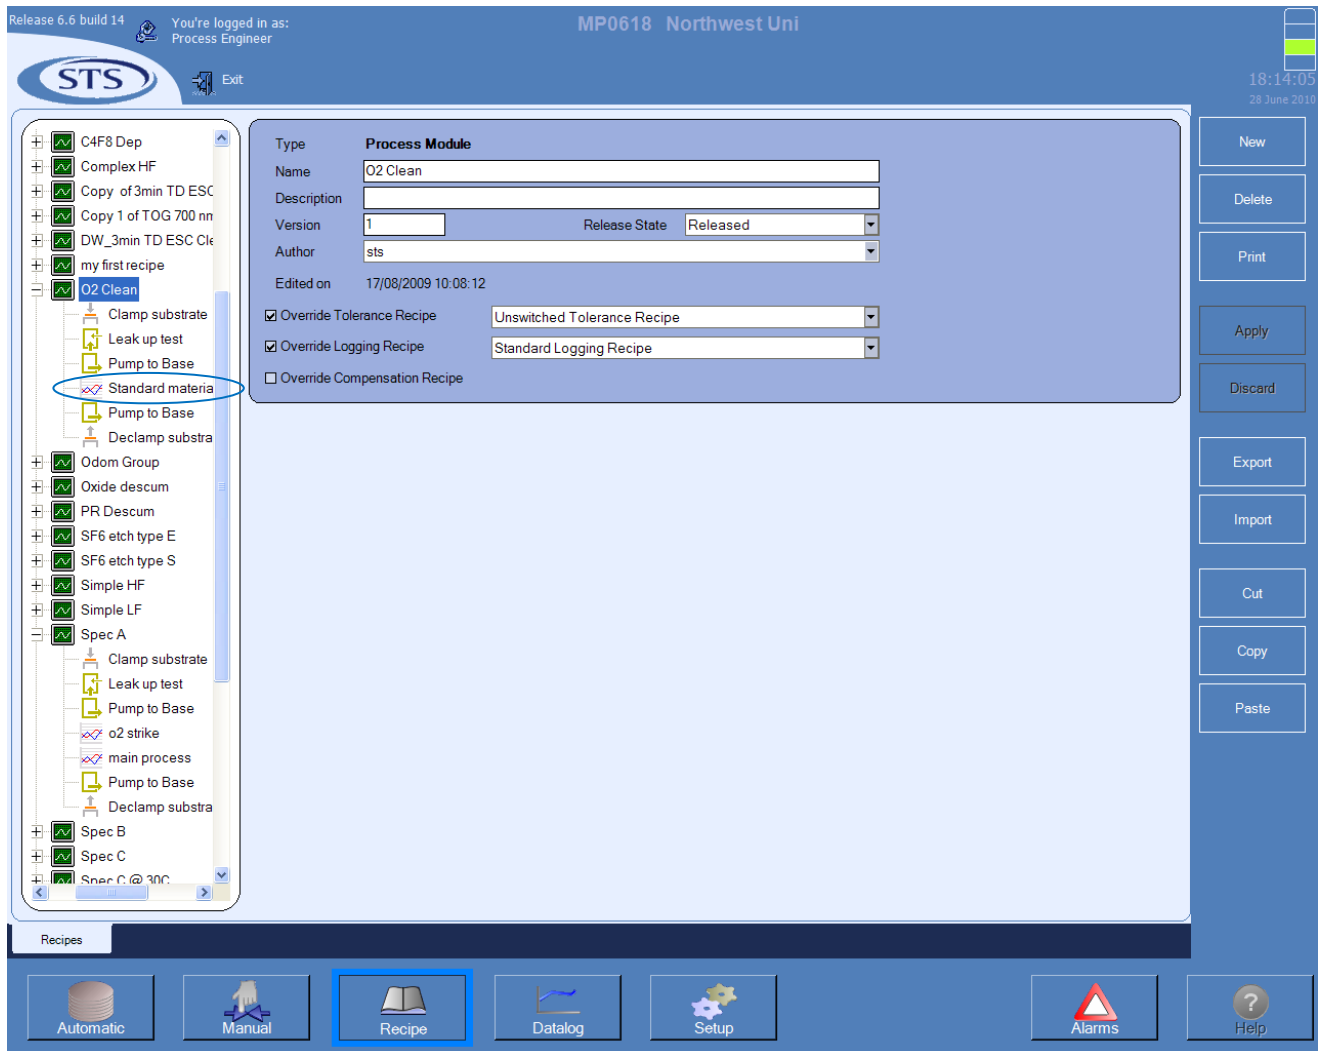 Release 6.6 build 14
You're logged in as:
Process Engineer
MP0618 Northwest Uni
STS
Exit
18:14:05
28 June 2010
C4F8 Dep
Complex HF
Copy of 3min TD ESC
Copy 1 of TOG 700 nm
DW_3min TD ESC Cle
my first recipe
O2 Clean
Clamp substrate
Leak up test
Pump to Base
Standard materia
Pump to Base
Declamp substra
Odom Group
Oxide descum
PR Descum
SF6 etch type E
SF6 etch type S
Simple HF
Simple LF
Spec A
Clamp substrate
Leak up test
Pump to Base
o2 strike
main process
Pump to Base
Declamp substra
Spec B
Spec C
Spec C @ 30C
Type Process Module
Name O2 Clean
Description
Version 1 Release State Released
Author sts
Edited on 17/08/2009 10:08:12
Override Tolerance Recipe Unswitched Tolerance Recipe
Override Logging Recipe Standard Logging Recipe
Override Compensation Recipe
New
Delete
Print
Apply
Discard
Export
Import
Cut
Copy
Paste
Recipes
Automatic
Manual
Recipe
Datalog
Setup
Alarms
? Help